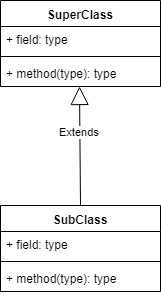 SuperClass
+ field: type
+ method(type): type
Extends
SubClass
+ field: type
+ method(type): type